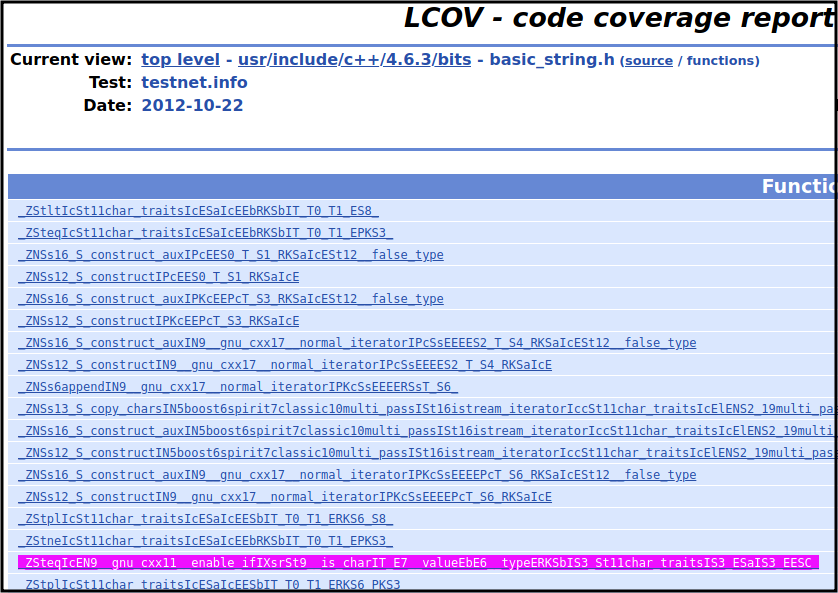 LCOV - code coverage report
Current view: top level - usr/include/c++/4.6.3/bits - basic_string.h (source / functions)
Test: testnet.info
Date: 2012-10-22
_ZStltIcSt11char_traitsIcESaIcEEbRKSbIT_T0_T1_ES8_
_ZSteqIcSt11char_traitsIcESaIcEEbRKSbIT_T0_T1_EPKS3_
_ZNSs16_S_construct_auxIPcEES0_T_S1_RKSaIcESt12__false_type
_ZNSs12_S_constructIPcEES0_T_S1_RKSaIcE
_ZNSs16_S_construct_auxIPKcEEPcT_S3_RKSaIcESt12__false_type
_ZNSs12_S_constructIPKcEEPcT_S3_RKSaIcE
_ZNSs16_S_construct_auxIN9__gnu_cxx17__normal_iteratorIPcSsEEEES2_T_S4_RKSaIcESt12__false_type
_ZNSs12_S_constructIN9__gnu_cxx17__normal_iteratorIPcSsEEEES2_T_S4_RKSaIcE
_ZNSs6appendIN9__gnu_cxx17__normal_iteratorIPKcSsEEEERSsT_S6_
_ZNSs13_S_copy_charsIN5boost6spirit7classic10multi_passISt16istream_iteratorIccSt11char_traitsIcElENS2_19multi_pa
_ZNSs16_S_construct_auxIN5boost6spirit7classic10multi_passISt16istream_iteratorIccSt11char_traitsIcElENS2_19multi
_ZNSs12_S_constructIN5boost6spirit7classic10multi_passISt16istream_iteratorIccSt11char_traitsIcElENS2_19multi_pas
_ZNSs16_S_construct_auxIN9__gnu_cxx17__normal_iteratorIPKcSsEEEEPcT_S6_RKSaIcESt12__false_type
_ZNSs12_S_constructIN9__gnu_cxx17__normal_iteratorIPKcSsEEEEPcT_S6_RKSaIcE
_ZStplIcSt11char_traitsIcESaIcEESbIT_T0_T1_ERKS6_S8_
_ZStneIcSt11char_traitsIcESaIcEEbRKSbIT_T0_T1_EPKS3_
_ZSteqIcEN9__gnu_cxx11__enable_ifIXsrSt9__is_charIT_E7__valueEbE6__typeERKSbIS3_St11char_traitsIS3_ESaIS3_EESC_
_ZStplIcSt11char_traitsIcESaIcEESbIT_T0_T1_ERKS6_PKS3_